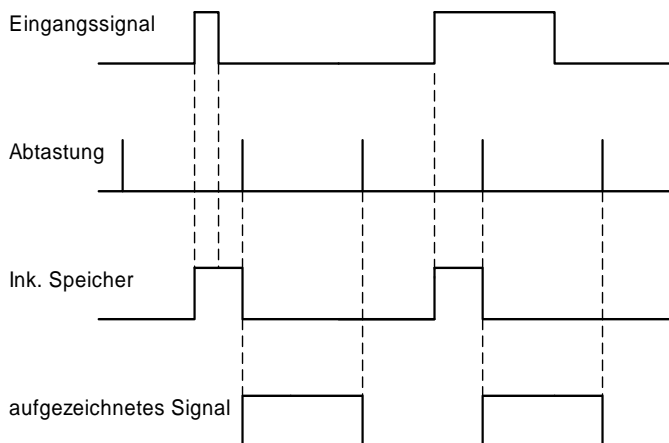 Eingangssignal
Abtastung
Ink. Speicher
aufgezeichnetes Signal